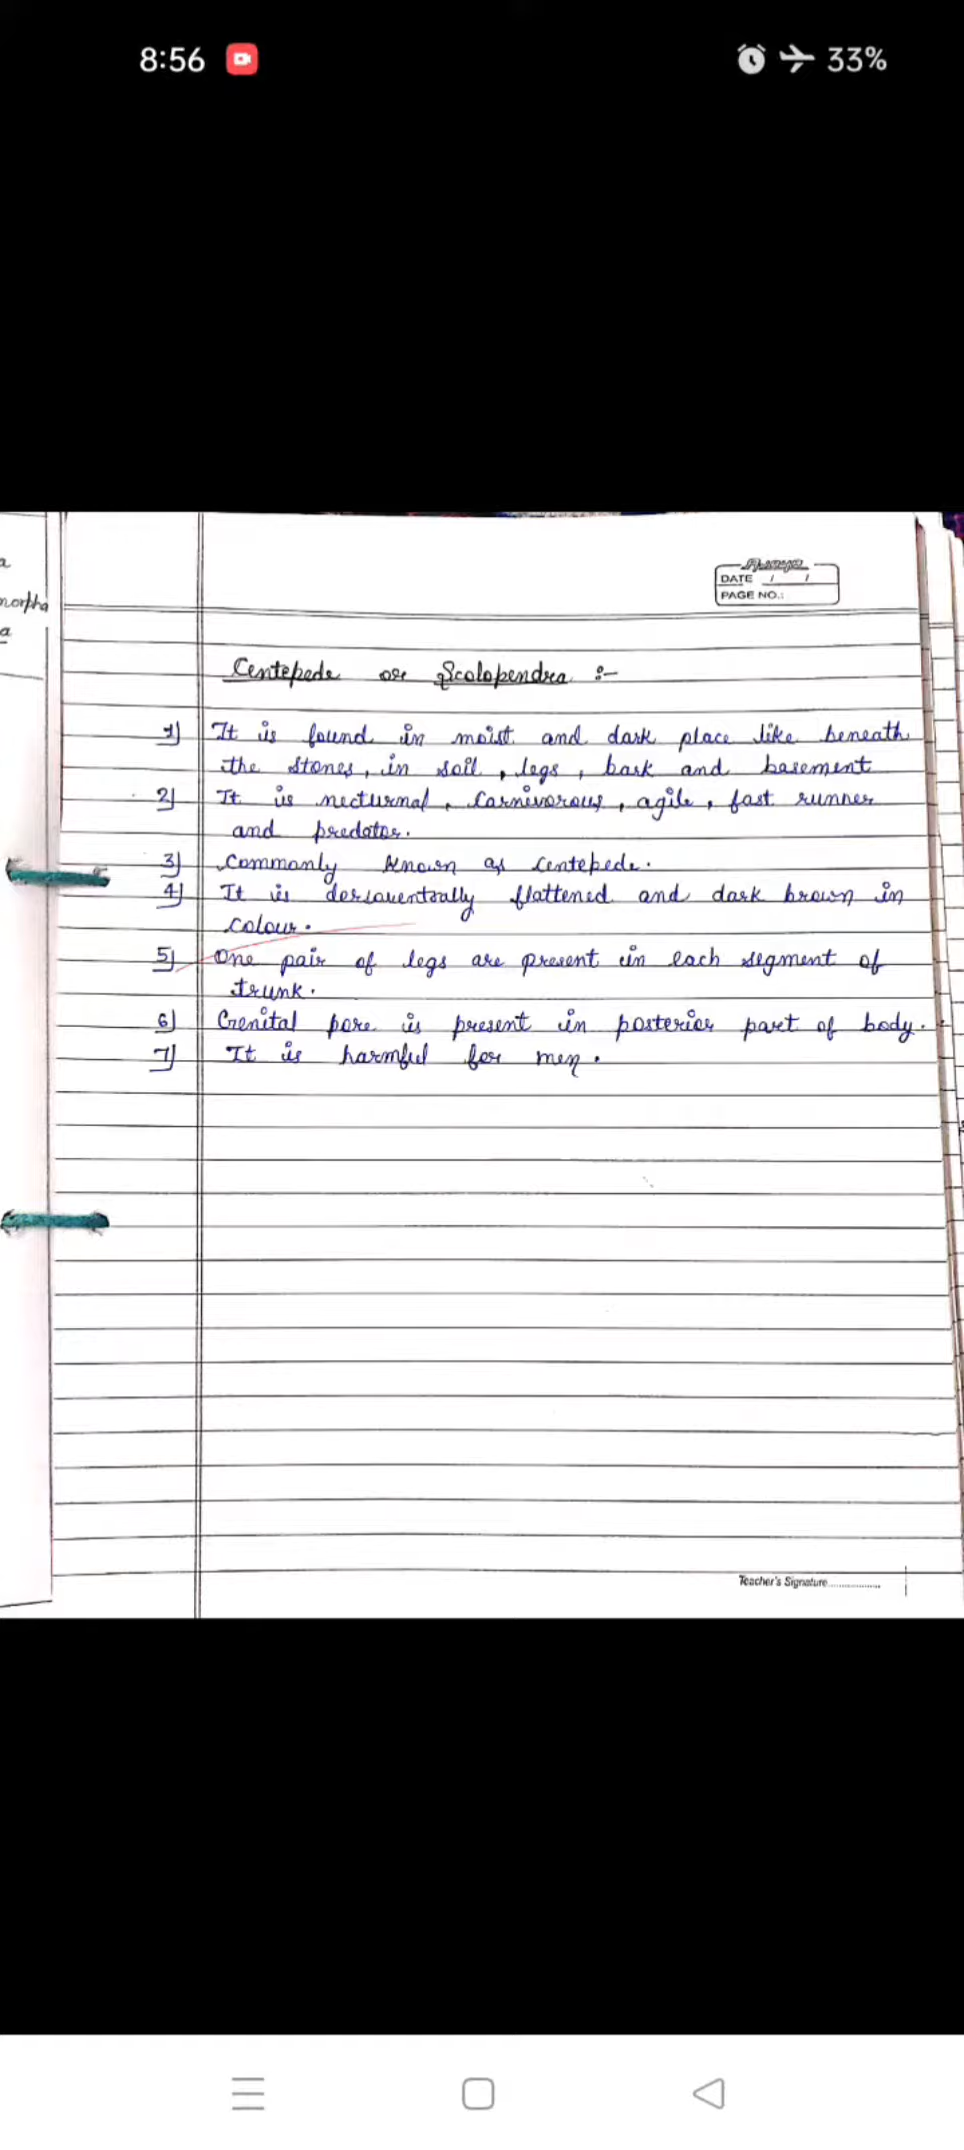 8:56
33%
a
morpha
a
DATE / /
PAGE NO.:
Centepede or Scolopendra :-
1) It is found in moist and dark place like beneath
the stones, in soil, legs, bark and basement
2) It is necturnal, Carnivorous, agile, fast runner
and predator.
3) Commonly known as Centepede.
4) It is dersoventrally flattened and dark brown in
colour.
5) One pair of legs are present in each segment of
trunk.
6) Genital pore is present in posterior part of body.
7) It is harmful for men.
Teacher's Signature